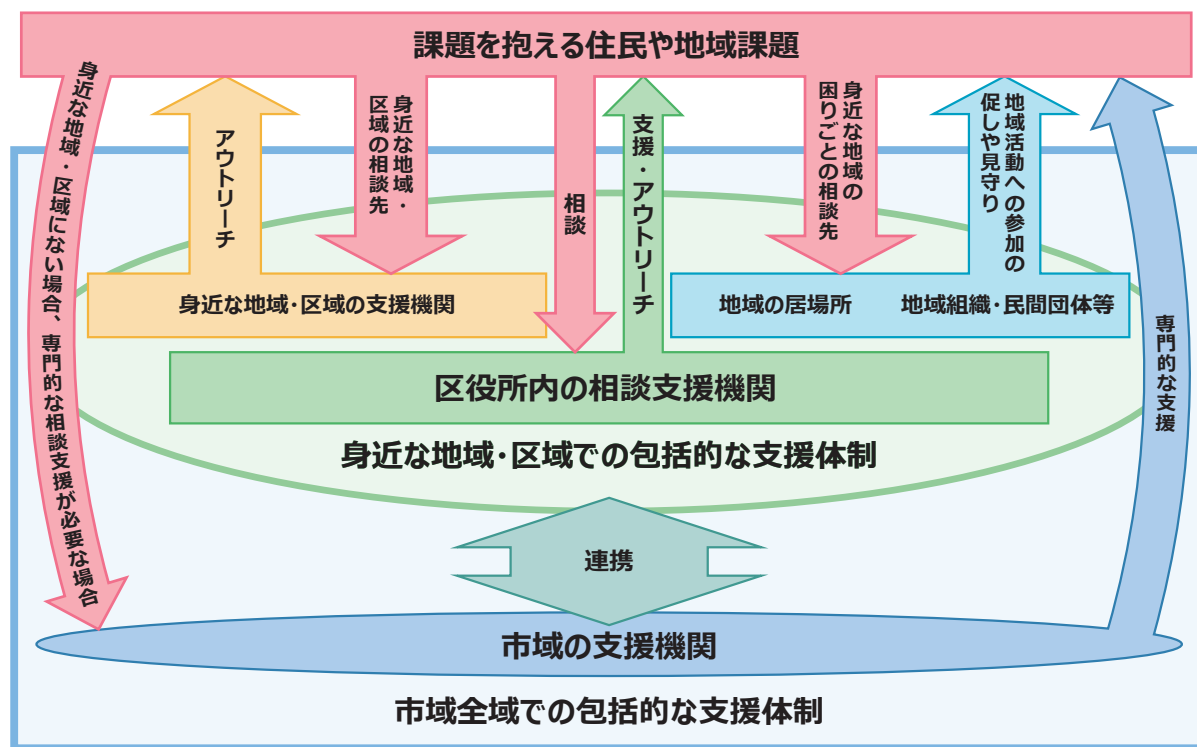 課題を抱える住民や地域課題
身近な地域・区域にない場合、専門的な相談支援が必要な場合
アウトリーチ
身近な地域・
区域の相談先
相談
支援・アウトリーチ
身近な地域の
困りごとの相談先
地域活動への参加の
促しや見守り
専門的な支援
身近な地域・区域の支援機関
地域の居場所
地域組織・民間団体等
区役所内の相談支援機関
身近な地域・区域での包括的な支援体制
連携
市域の支援機関
市域全域での包括的な支援体制